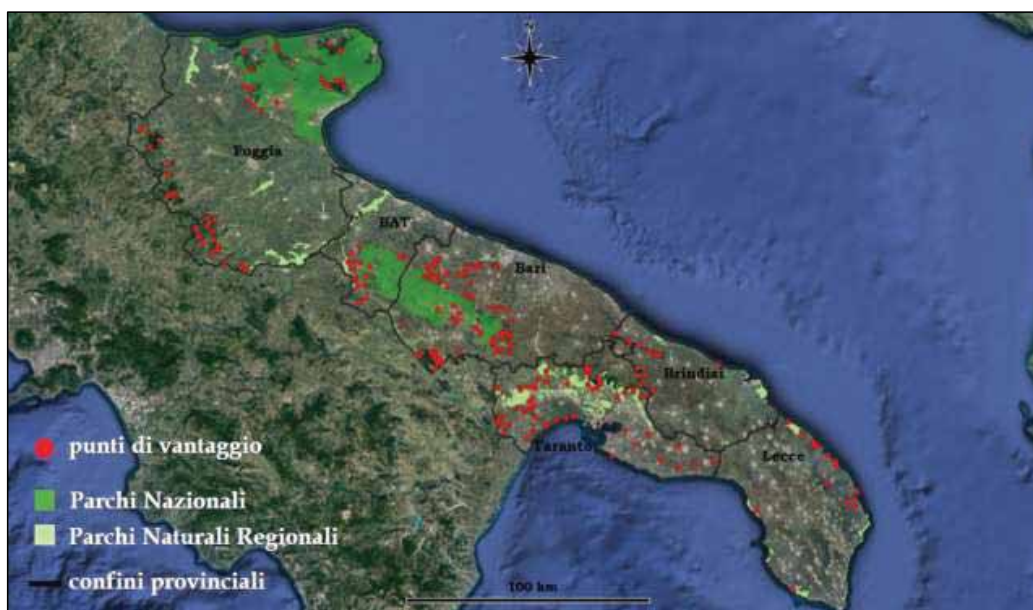 N
Foggia
BAT
Bari
Brindisi
Taranto
Lecce
punti di vantaggio
Parchi Nazionali
Parchi Naturali Regionali
confini provinciali
100 km